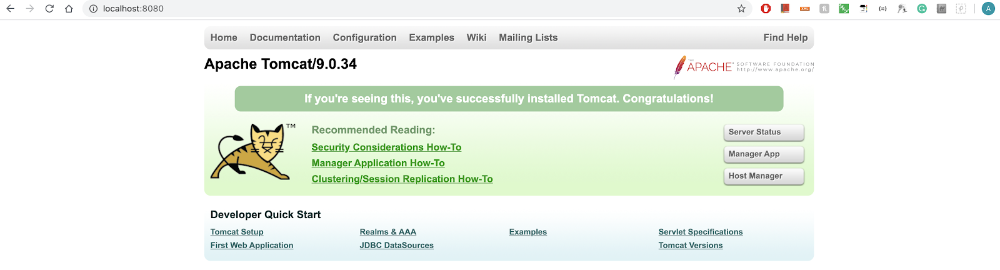 localhost:8080
A
Home Documentation Configuration Examples Wiki Mailing Lists Find Help
Apache Tomcat/9.0.34
THE APACHE® SOFTWARE FOUNDATION
http://www.apache.org/
If you're seeing this, you've successfully installed Tomcat. Congratulations!
TM
Recommended Reading:
Security Considerations How-To
Manager Application How-To
Clustering/Session Replication How-To
Server Status
Manager App
Host Manager
Developer Quick Start
Tomcat Setup
First Web Application
Realms & AAA
JDBC DataSources
Examples
Servlet Specifications
Tomcat Versions